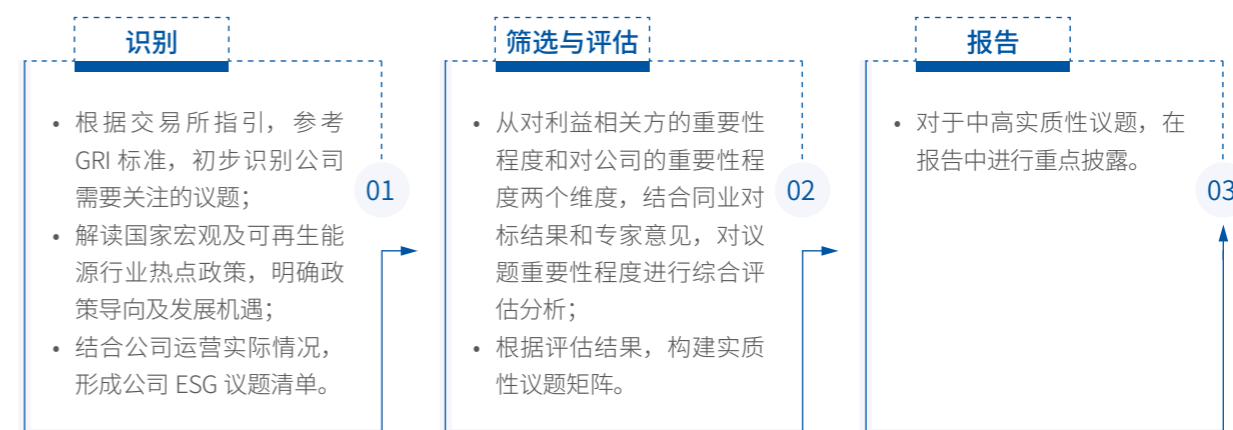 识别
• 根据交易所指引，参考
GRI 标准，初步识别公司
需要关注的议题；
• 解读国家宏观及可再生能
源行业热点政策，明确政
策导向及发展机遇；
• 结合公司运营实际情况，
形成公司 ESG 议题清单。
01
筛选与评估
• 从对利益相关方的重要性
程度和对公司的重要性程
度两个维度，结合同业对
标结果和专家意见，对议
题重要性程度进行综合评
估分析；
• 根据评估结果，构建实质
性议题矩阵。
02
报告
• 对于中高实质性议题，在
报告中进行重点披露。
03